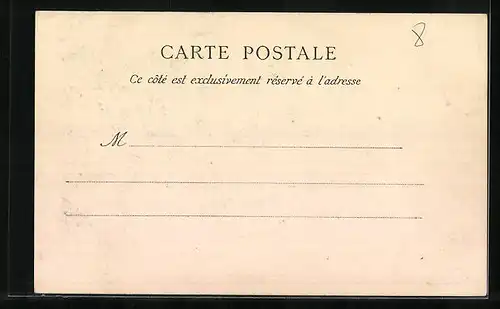 8
CARTE POSTALE
Ce côté est exclusivement réservé à l'adresse
M